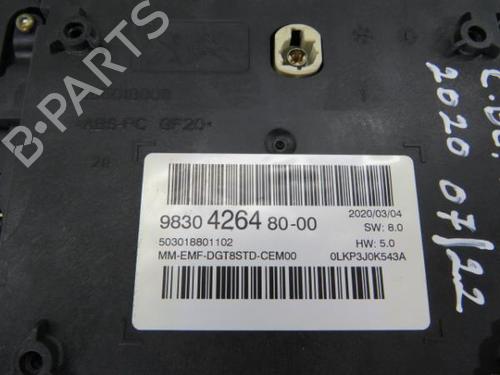 >ABS-PC GF20<
9830 4264 80-00
2020/03/04
SW: 8.0
503018801102
HW: 5.0
MM-EMF-DGT8STD-CEM00
0LKP3J0K543A
2020 07/22
B-PARTS